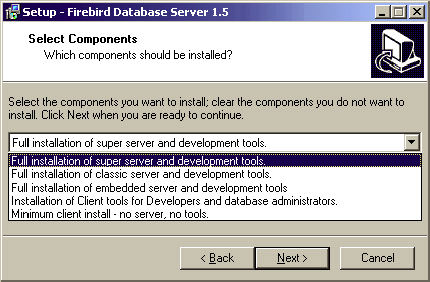 Setup - Firebird Database Server 1.5
Select Components
Which components should be installed?
Select the components you want to install; clear the components you do not want to
install. Click Next when you are ready to continue.
Full installation of super server and development tools.
Full installation of super server and development tools.
Full installation of classic server and development tools.
Full installation of embedded server and development tools
Installation of Client tools for Developers and database administrators.
Minimum client install - no server, no tools.
< Back
Next >
Cancel